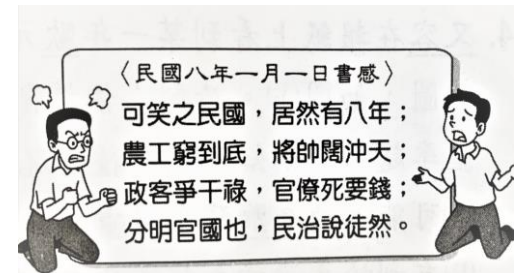 〈民國八年一月一日書感〉
可笑之民國，居然有八年；
農工窮到底，將帥闊沖天；
政客爭干祿，官僚死要錢；
分明官國也，民治說徒然。